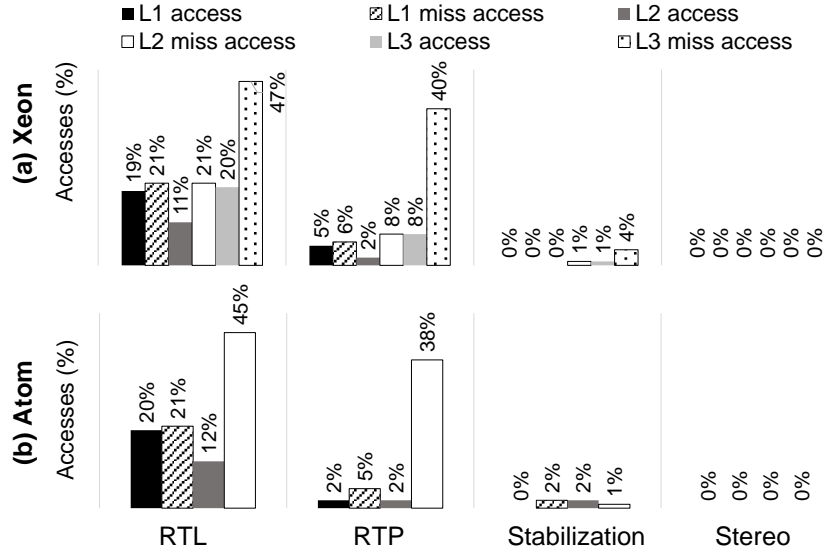 L1 access L1 miss access L2 access
L2 miss access L3 access L3 miss access
(a) Xeon
Accesses (%)
19% 21% 11% 21% 20% 47%
5% 6% 2% 8% 8% 40%
0% 0% 0% 1% 1% 4%
0% 0% 0% 0% 0% 0%
(b) Atom
Accesses (%)
20% 21% 12% 45%
2% 5% 2% 38%
0% 2% 2% 1%
0% 0% 0% 0%
RTL RTP Stabilization Stereo